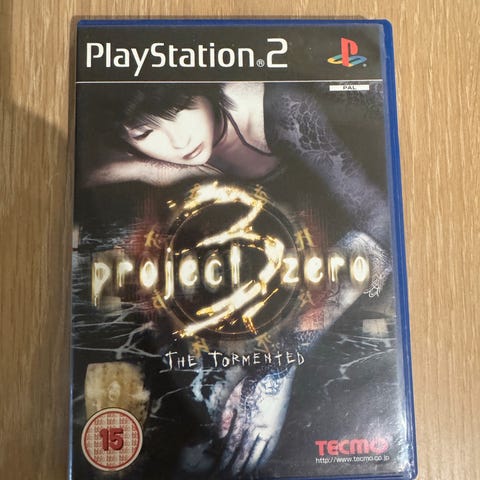 PlayStation®2
PAL
project zero
3
THE TORMENTED
15
TECMO
http://www.tecmo.co.jp